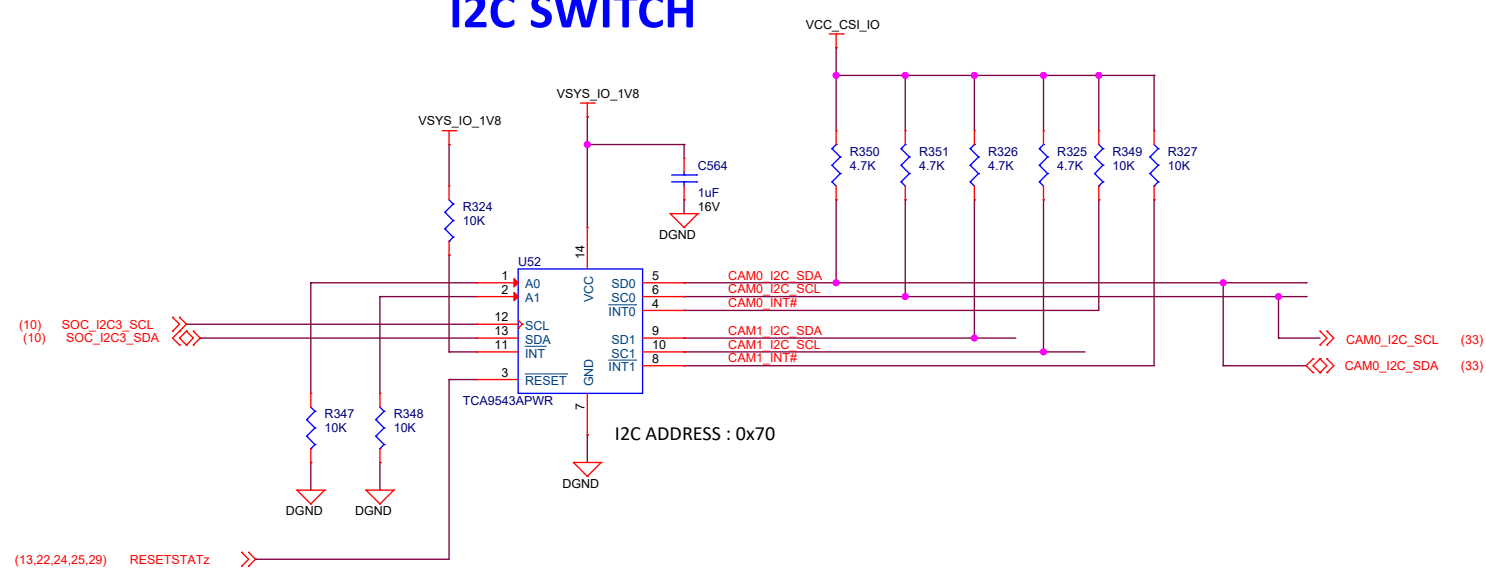 I2C SWITCH
VCC_CSI_IO
VSYS_IO_1V8
VSYS_IO_1V8
R350
4.7K
R351
4.7K
R326
4.7K
R325
4.7K
R349
10K
R327
10K
C564
1uF
16V
DGND
R324
10K
U52
14
VCC
1
A0
2
A1
12
SCL
13
SDA
11
INT
3
RESET
GND
7
TCA9543APWR
SD0
5
CAM0_I2C_SDA
SC0
6
CAM0_I2C_SCL
INT0
4
CAM0_INT#
SD1
9
CAM1_I2C_SDA
SC1
10
CAM1_I2C_SCL
INT1
8
CAM1_INT#
(10) SOC_I2C3_SCL
(10) SOC_I2C3_SDA
CAM0_I2C_SCL (33)
CAM0_I2C_SDA (33)
R347
10K
R348
10K
I2C ADDRESS : 0x70
DGND
DGND
DGND
(13,22,24,25,29) RESETSTATz